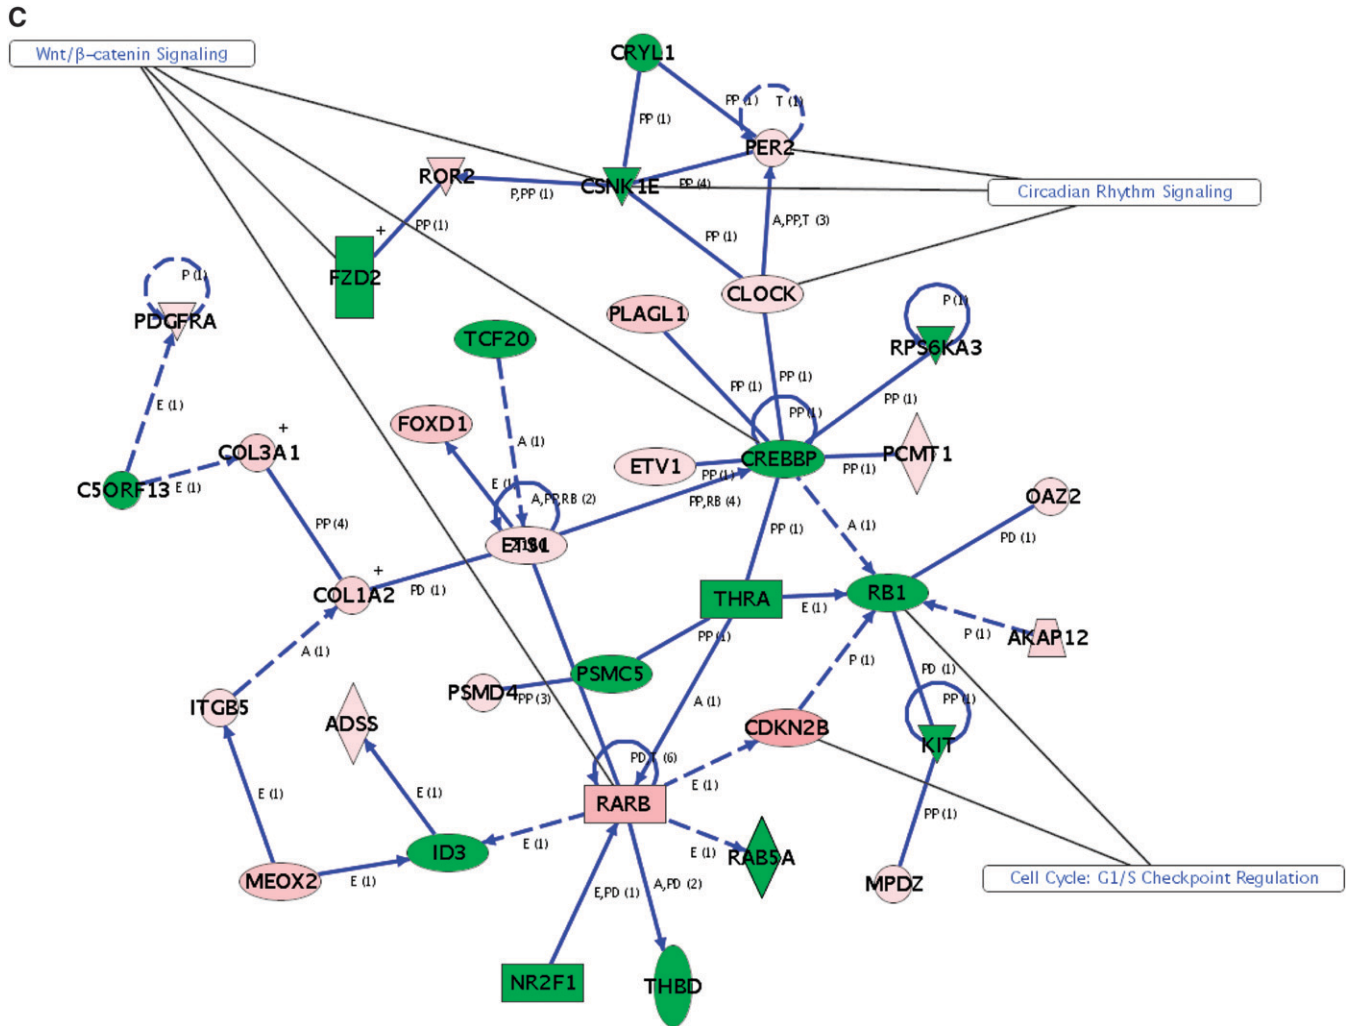 C
Wnt/β-catenin Signaling
CRYL1
PP (1)
T (1)
PP (1)
PER2
ROR2
CSNK1E
PP (4)
P,PP (1)
Circadian Rhythm Signaling
PP (1)
+
PP (1)
A,PP,T (3)
FZD2
P (1)
CLOCK
PDGFRA
PLAGL1
P (1)
TCF20
RPS6KA3
PP (1)
PP (1)
PP (1)
E (1)
FOXD1
PP (1)
+
COL3A1
A (1)
CREBBP
PCMT1
ETV1
PP (1)
PP (1)
C5ORF13
E (1)
E (1)
A,PP,RB (2)
PP,RB (4)
OAZ2
PP (4)
PP (1)
A (1)
PD (1)
ETS1
+
COL1A2
PD (1)
THRA
E (1)
RB1
PP (1)
P (1)
AKAP12
A (1)
PSMC5
P (1)
PD (1)
PSMD4
PP (3)
A (1)
PP (1)
ITGB5
ADSS
CDKN2B
KIT
PD,T (6)
E (1)
E (1)
E (1)
RARB
PP (1)
E (1)
ID3
E (1)
RAB5A
MEOX2
E (1)
E,PD (1)
A,PD (2)
MPDZ
Cell Cycle: G1/S Checkpoint Regulation
NR2F1
THBD